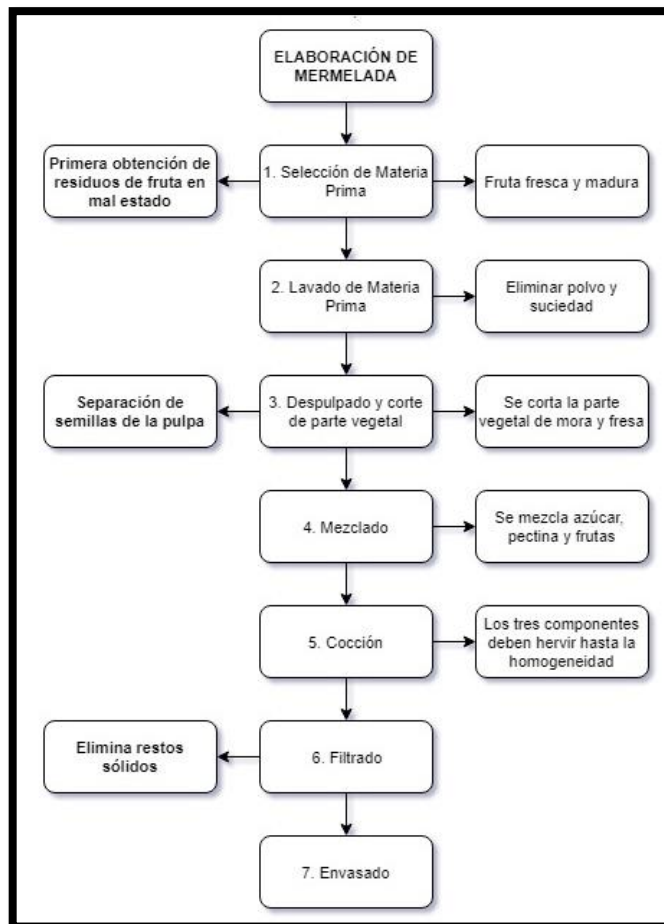 ELABORACIÓN DE
MERMELADA
Primera obtención de
residuos de fruta en
mal estado
1. Selección de Materia
Prima
Fruta fresca y madura
2. Lavado de Materia
Prima
Eliminar polvo y
suciedad
Separación de
semillas de la pulpa
3. Despulpado y corte
de parte vegetal
Se corta la parte
vegetal de mora y fresa
4. Mezclado
Se mezcla azúcar,
pectina y frutas
5. Cocción
Los tres componentes
deben hervir hasta la
homogeneidad
Elimina restos
sólidos
6. Filtrado
7. Envasado